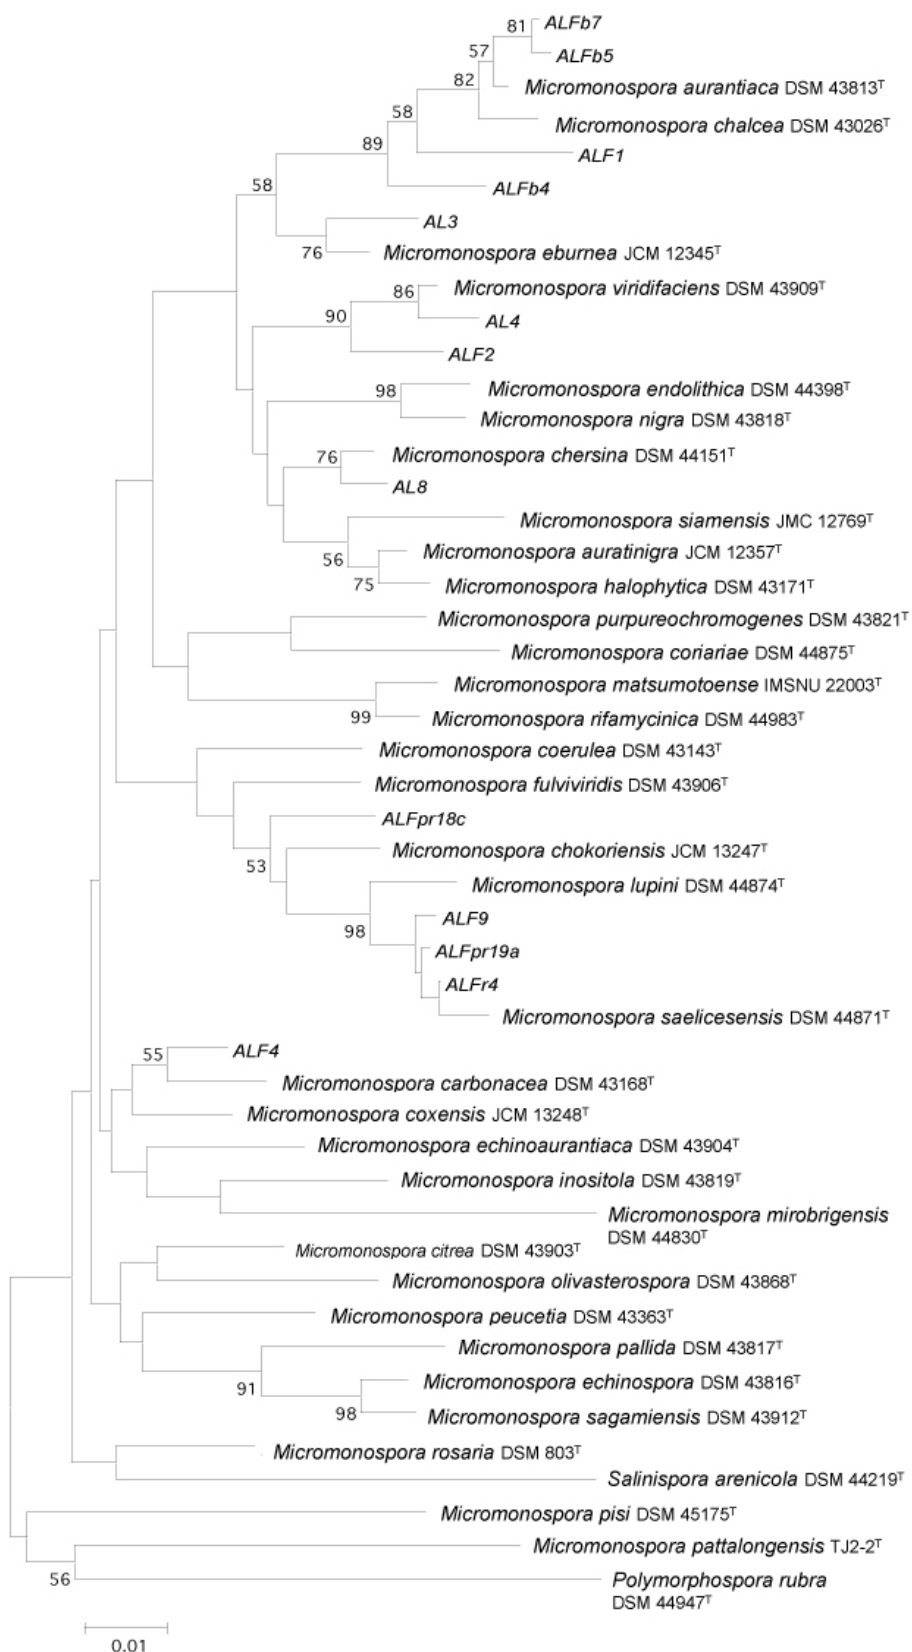 81 ALFb7
ALFb5
57
82 Micromonospora aurantiaca DSM 43813ᵀ
58
Micromonospora chalcea DSM 43026ᵀ
89 ALF1
58 ALFb4
AL3
76 Micromonospora eburnea JCM 12345ᵀ
86 Micromonospora viridifaciens DSM 43909ᵀ
90 AL4
ALF2
98 Micromonospora endolithica DSM 44398ᵀ
Micromonospora nigra DSM 43818ᵀ
76 Micromonospora chersina DSM 44151ᵀ
AL8
Micromonospora siamensis JMC 12769ᵀ
56 Micromonospora auratinigra JCM 12357ᵀ
75 Micromonospora halophytica DSM 43171ᵀ
Micromonospora purpureochromogenes DSM 43821ᵀ
Micromonospora coriariae DSM 44875ᵀ
Micromonospora matsumotoense IMSNU 22003ᵀ
99 Micromonospora rifamycinica DSM 44983ᵀ
Micromonospora coerulea DSM 43143ᵀ
Micromonospora fulviviridis DSM 43906ᵀ
ALFpr18c
53 Micromonospora chokoriensis JCM 13247ᵀ
Micromonospora lupini DSM 44874ᵀ
98 ALF9
ALFpr19a
ALFr4
Micromonospora saelicesensis DSM 44871ᵀ
55 ALF4
Micromonospora carbonacea DSM 43168ᵀ
Micromonospora coxensis JCM 13248ᵀ
Micromonospora echinoaurantiaca DSM 43904ᵀ
Micromonospora inositola DSM 43819ᵀ
Micromonospora mirobrigensis
DSM 44830ᵀ
Micromonospora citrea DSM 43903ᵀ
Micromonospora olivasterospora DSM 43868ᵀ
Micromonospora peucetia DSM 43363ᵀ
Micromonospora pallida DSM 43817ᵀ
91 Micromonospora echinospora DSM 43816ᵀ
98 Micromonospora sagamiensis DSM 43912ᵀ
Micromonospora rosaria DSM 803ᵀ
Salinispora arenicola DSM 44219ᵀ
Micromonospora pisi DSM 45175ᵀ
Micromonospora pattalongensis TJ2-2ᵀ
56 Polymorphospora rubra
DSM 44947ᵀ
0.01